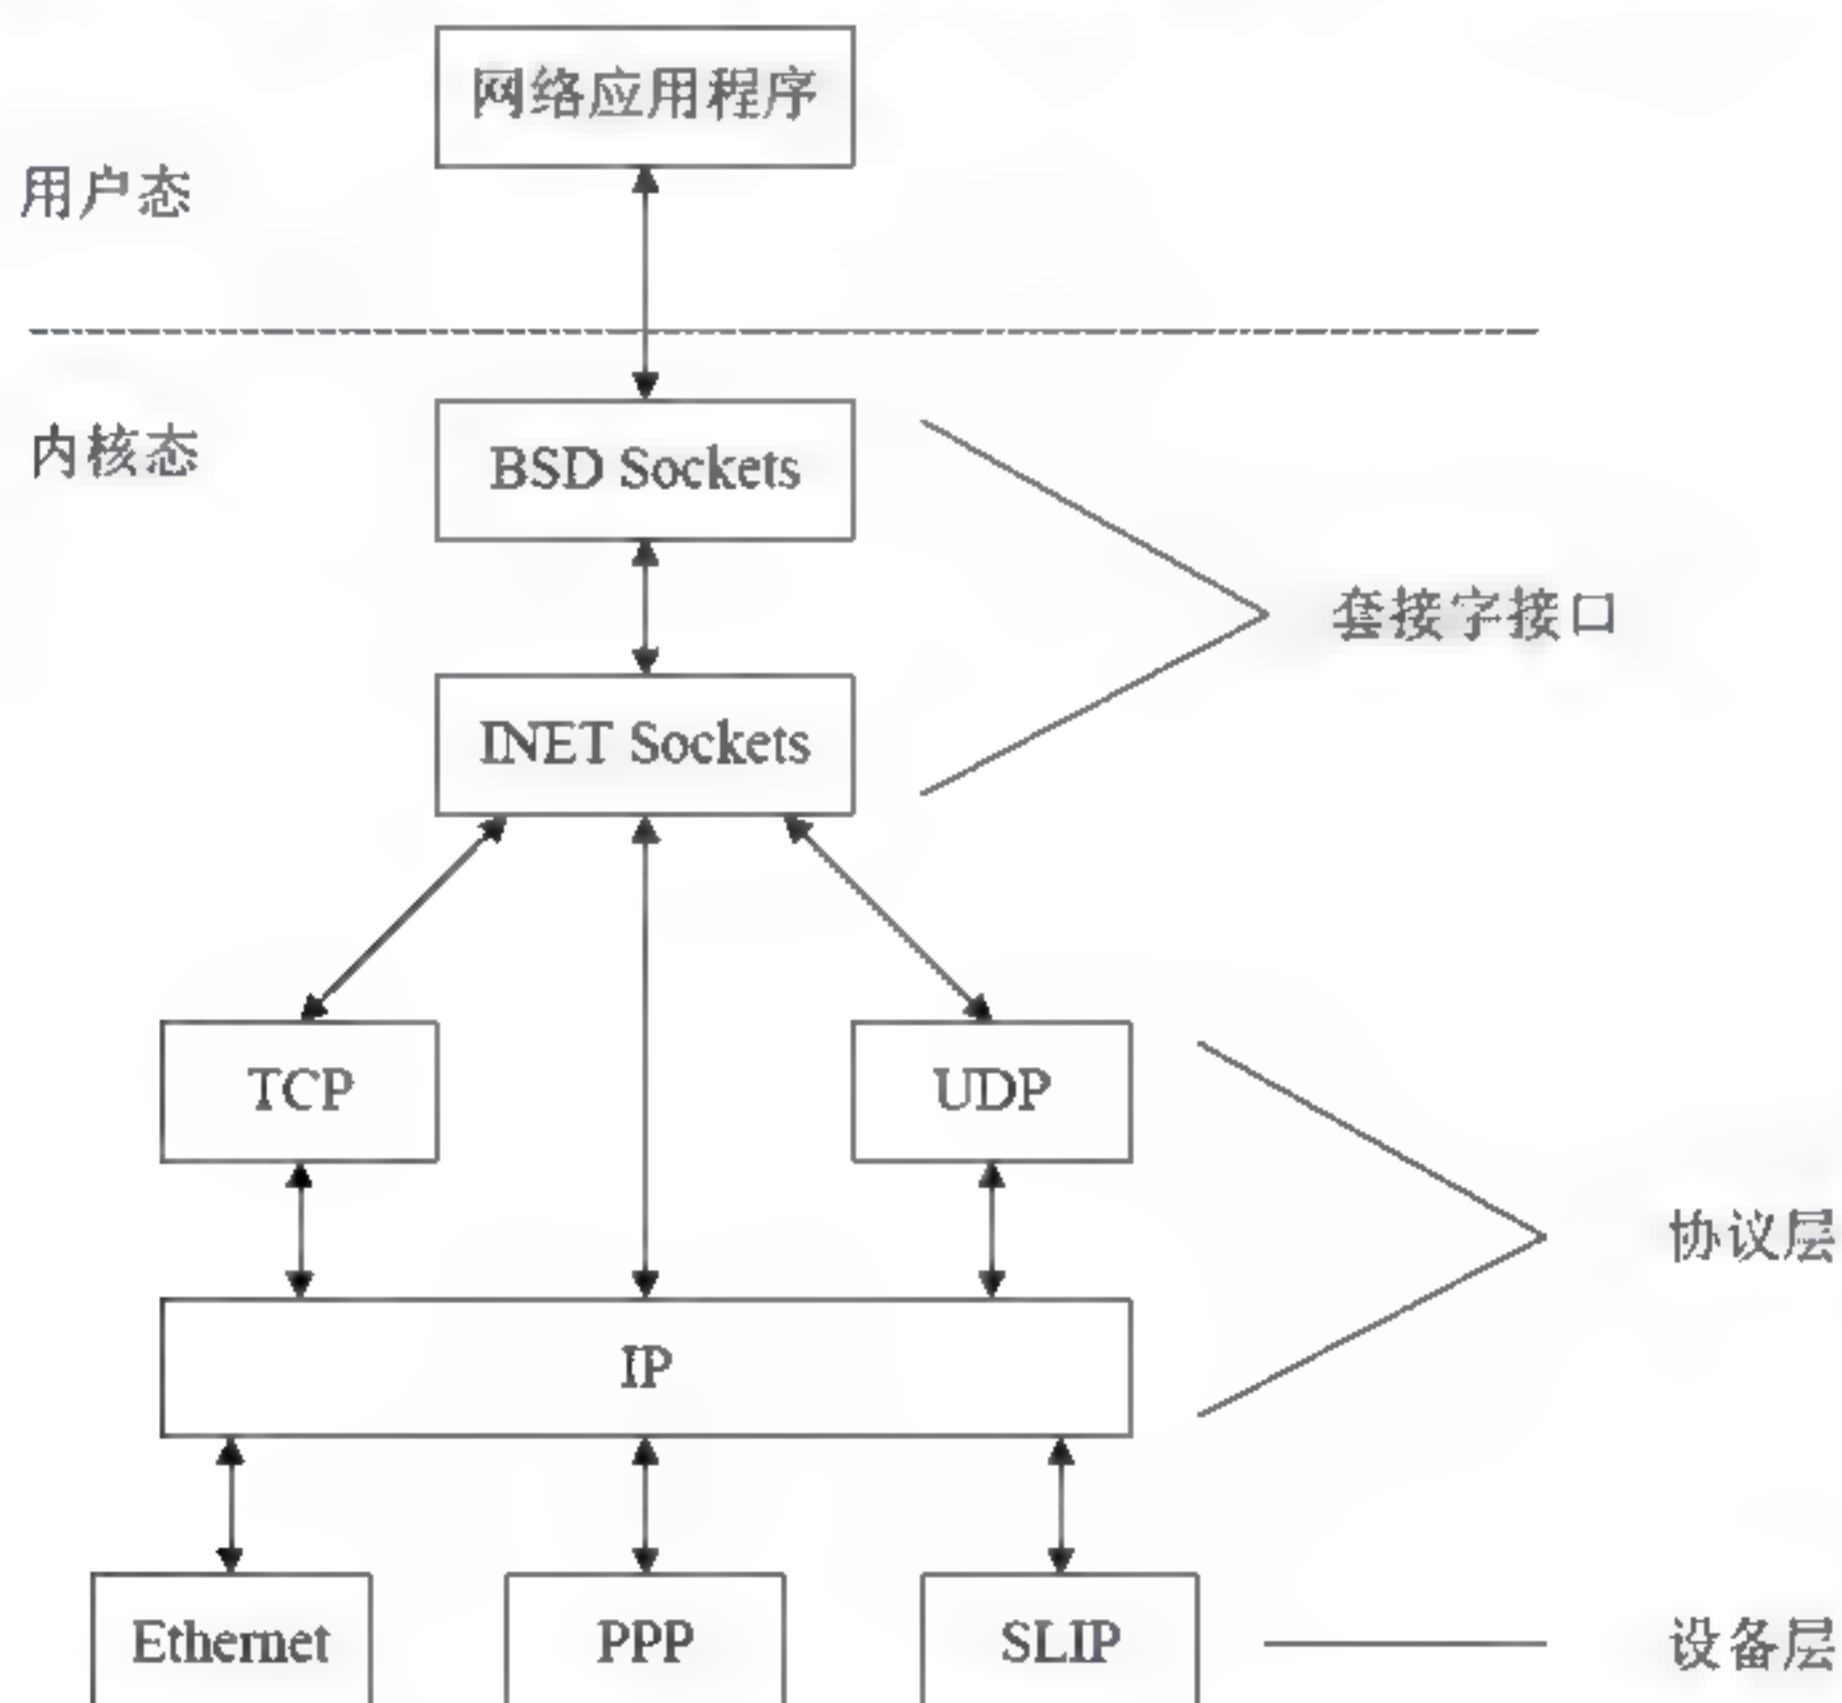 网络应用程序
用户态
内核态
BSD Sockets
套接字接口
INET Sockets
TCP
UDP
协议层
IP
Ethernet
PPP
SLIP
设备层